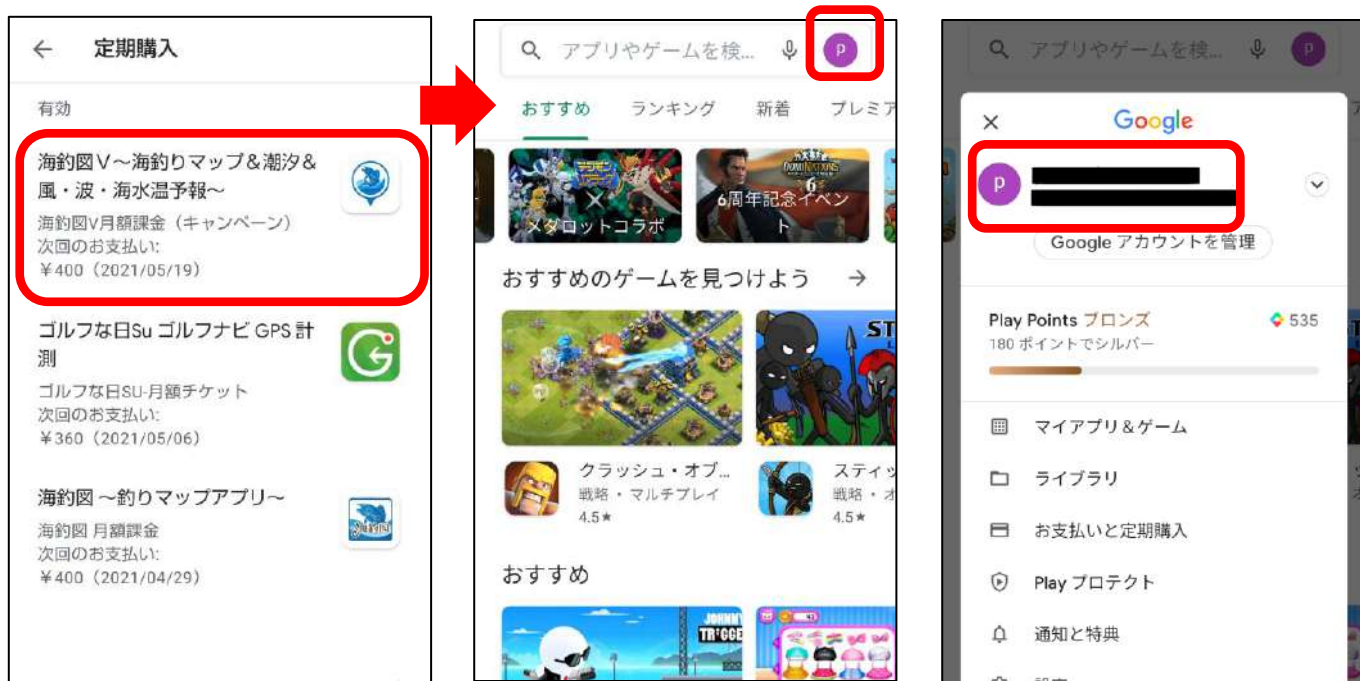 定期購入
有効
海釣図V～海釣りマップ＆潮汐＆
風・波・海水温予報～
海釣図V月額課金（キャンペーン）
次回のお支払い:
￥400（2021/05/19）
ゴルフな日Su ゴルフナビ GPS 計
測
ゴルフな日SU-月額チケット
次回のお支払い:
￥360（2021/05/06）
海釣図 ～釣りマップアプリ～
海釣図 月額課金
次回のお支払い:
￥400（2021/04/29）
アプリやゲームを検...
P
おすすめ
ランキング
新着
プレミア
メダロットコラボ
6周年記念イベン
ト
おすすめのゲームを見つけよう
クラッシュ・オブ...
戦略・マルチプレイ
4.5★
スティッ
戦略・オ
4.5★
おすすめ
JOHNNY
TRIGGE
アプリやゲームを検...
P
Google
P
Google アカウントを管理
Play Points ブロンズ
535
180 ポイントでシルバー
マイアプリ＆ゲーム
ライブラリ
お支払いと定期購入
Play プロテクト
通知と特典